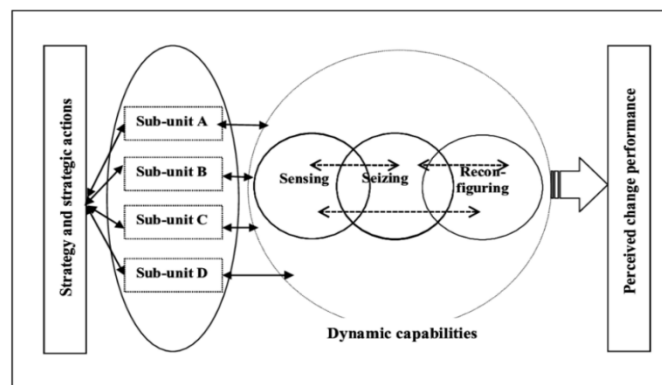 Strategy and strategic actions
Sub-unit A
Sub-unit B
Sub-unit C
Sub-unit D
Sensing
Seizing
Recon-
figuring
Dynamic capabilities
Perceived change performance